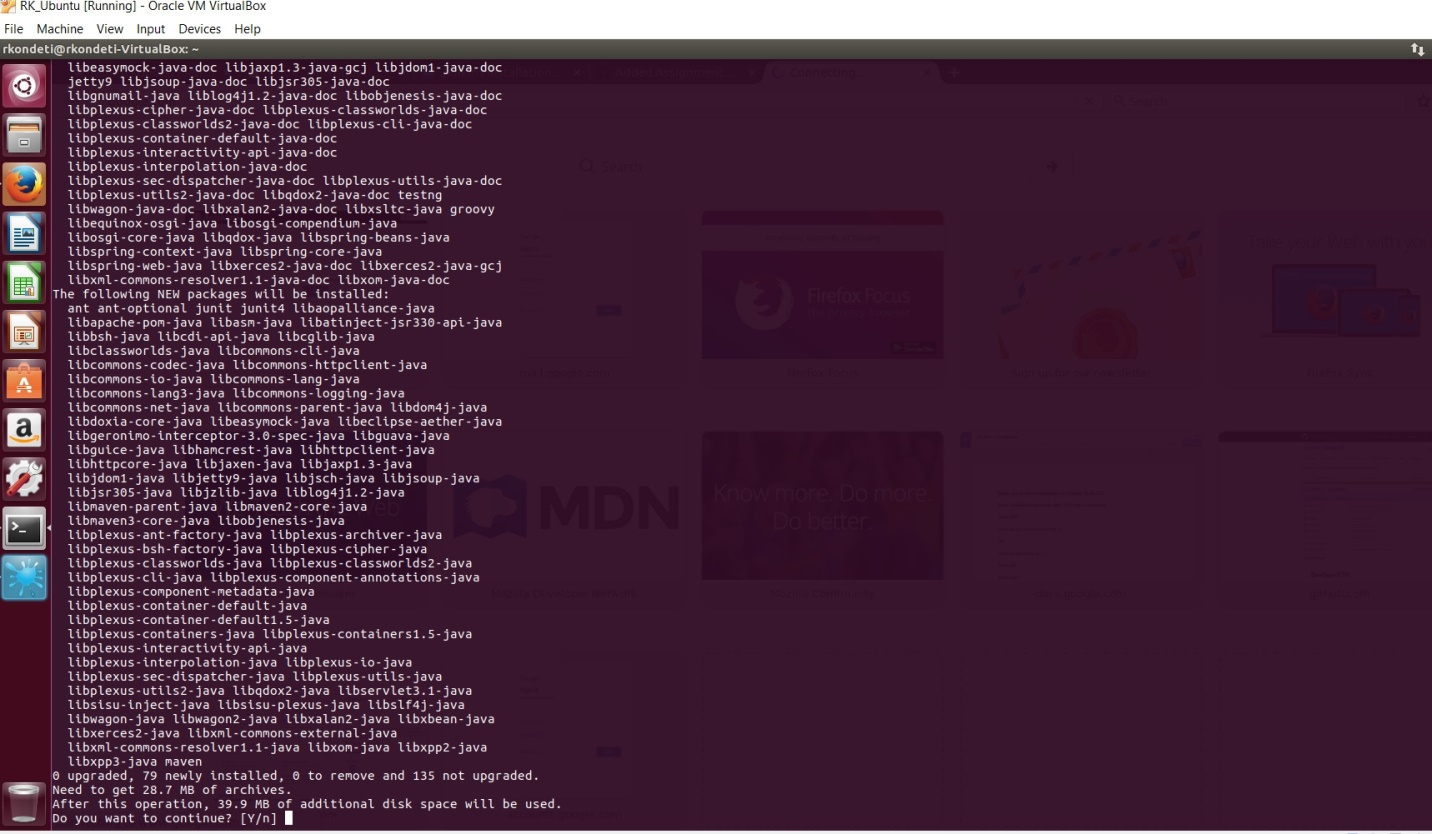 RK_Ubuntu [Running] - Oracle VM VirtualBox
File Machine View Input Devices Help
rkondeti@rkondeti-VirtualBox: ~
libeasymock-java-doc libjaxp1.3-java-gcj libjdom1-java-doc
jetty9 libjsoup-java-doc libjsr305-java-doc
libgnumail-java liblog4j1.2-java-doc libobjenesis-java-doc
libplexus-cipher-java-doc libplexus-classworlds-java-doc
libplexus-classworlds2-java-doc libplexus-cli-java-doc
libplexus-container-default-java-doc
libplexus-interactivity-api-java-doc
libplexus-interpolation-java-doc
libplexus-sec-dispatcher-java-doc libplexus-utils-java-doc
libplexus-utils2-java-doc libqdox2-java-doc testng
libwagon-java-doc libxalan2-java-doc libxsltc-java groovy
libequinox-osgi-java libosgi-compendium-java
libosgi-core-java libqdox-java libspring-beans-java
libspring-context-java libspring-core-java
libspring-web-java libxerces2-java-doc libxerces2-java-gcj
libxml-commons-resolver1.1-java-doc libxom-java-doc
The following NEW packages will be installed:
ant ant-optional junit junit4 libaopalliance-java
libapache-pom-java libasm-java libatinject-jsr330-api-java
libbsh-java libcdi-api-java libcglib-java
libclassworlds-java libcommons-cli-java
libcommons-codec-java libcommons-httpclient-java
libcommons-io-java libcommons-lang-java
libcommons-lang3-java libcommons-logging-java
libcommons-net-java libcommons-parent-java libdom4j-java
libdoxia-core-java libeasymock-java libeclipse-aether-java
libgeronimo-interceptor-3.0-spec-java libguava-java
libguice-java libhamcrest-java libhttpclient-java
libhttpcore-java libjaxen-java libjaxp1.3-java
libjdom1-java libjetty9-java libjsch-java libjsoup-java
libjsr305-java libjzlib-java liblog4j1.2-java
libmaven-parent-java libmaven2-core-java
libmaven3-core-java libobjenesis-java
libplexus-ant-factory-java libplexus-archiver-java
libplexus-bsh-factory-java libplexus-cipher-java
libplexus-classworlds-java libplexus-classworlds2-java
libplexus-cli-java libplexus-component-annotations-java
libplexus-component-metadata-java
libplexus-container-default-java
libplexus-container-default1.5-java
libplexus-containers-java libplexus-containers1.5-java
libplexus-interactivity-api-java
libplexus-interpolation-java libplexus-io-java
libplexus-sec-dispatcher-java libplexus-utils-java
libplexus-utils2-java libqdox2-java libservlet3.1-java
libsisu-inject-java libsisu-plexus-java libslf4j-java
libwagon-java libwagon2-java libxalan2-java libxbean-java
libxerces2-java libxml-commons-external-java
libxml-commons-resolver1.1-java libxom-java libxpp2-java
libxpp3-java maven
0 upgraded, 79 newly installed, 0 to remove and 135 not upgraded.
Need to get 28.7 MB of archives.
After this operation, 39.9 MB of additional disk space will be used.
Do you want to continue? [Y/n]
Connecting...
Search
Search
Firefox Focus
Take your Web with you
MDN
Know more. Do more.
Do better.